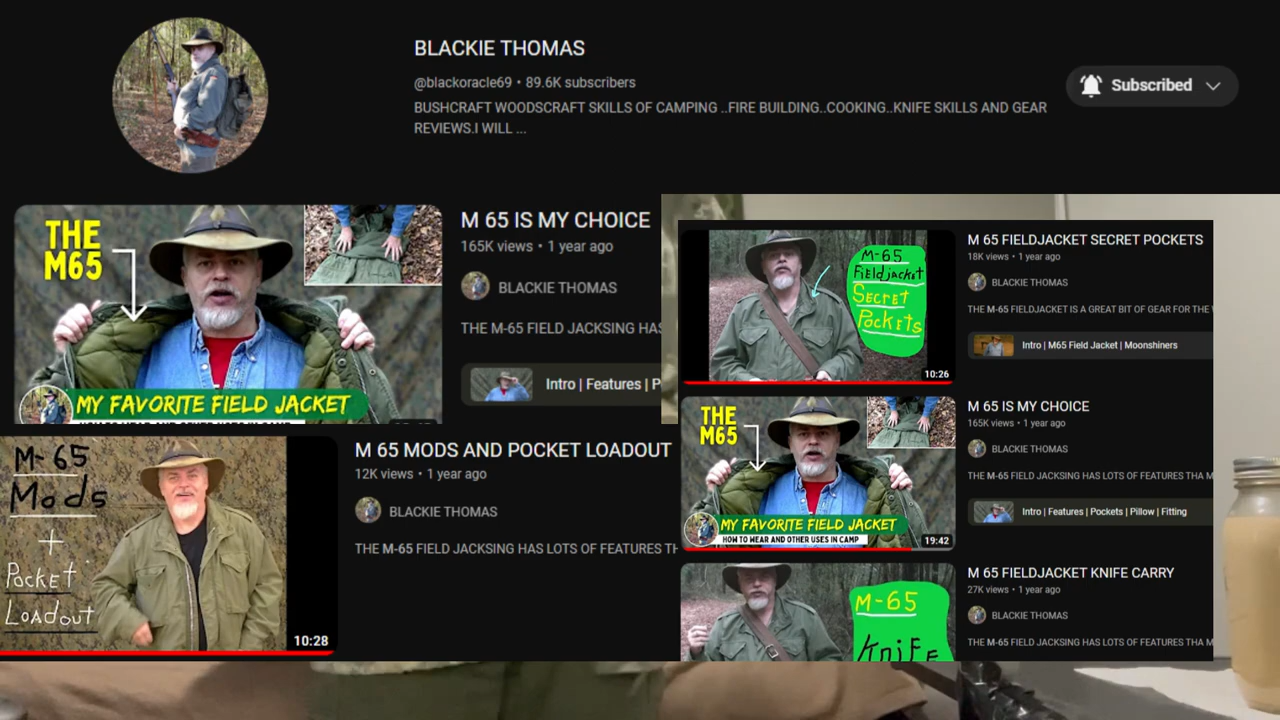 BLACKIE THOMAS
@blackoracle69 • 89.6K subscribers
BUSHCRAFT WOODSCRAFT SKILLS OF CAMPING ..FIRE BUILDING..COOKING..KNIFE SKILLS AND GEAR
REVIEWS.I WILL ...
Subscribed
THE
M65
MY FAVORITE FIELD JACKET
M 65 IS MY CHOICE
165K views • 1 year ago
BLACKIE THOMAS
THE M-65 FIELD JACKSING HAS
Intro | Features | P
M-65
Mods
+
Pocket
Loadout
10:28
M 65 MODS AND POCKET LOADOUT
12K views • 1 year ago
BLACKIE THOMAS
THE M-65 FIELD JACKSING HAS LOTS OF FEATURES TH
M-65
Fieldjacket
Secret
Pockets
10:26
M 65 FIELDJACKET SECRET POCKETS
18K views • 1 year ago
BLACKIE THOMAS
THE M-65 FIELDJACKET IS A GREAT BIT OF GEAR FOR THE
Intro | M65 Field Jacket | Moonshiners
THE
M65
MY FAVORITE FIELD JACKET
HOW TO WEAR AND OTHER USES IN CAMP
19:42
M 65 IS MY CHOICE
165K views • 1 year ago
BLACKIE THOMAS
THE M-65 FIELD JACKSING HAS LOTS OF FEATURES THA M
Intro | Features | Pockets | Pillow | Fitting
M-65
KnifE
M 65 FIELDJACKET KNIFE CARRY
27K views • 1 year ago
BLACKIE THOMAS
THE M-65 FIELD JACKSING HAS LOTS OF FEATURES THA M